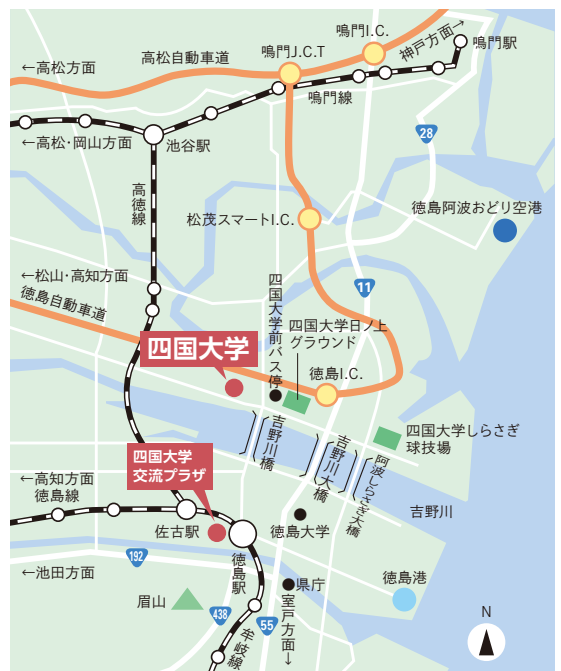 鳴門I.C.
神戸方面→
鳴門駅
鳴門J.C.T
高松自動車道
←高松方面
鳴門線
28
←高松・岡山方面
池谷駅
高徳線
松茂スマートI.C.
徳島阿波おどり空港
←松山・高知方面
徳島自動車道
11
四国大学前バス停
四国大学日ノ上
グラウンド
四国大学
徳島I.C.
吉野川橋
吉野川大橋
阿波しらさぎ大橋
四国大学しらさぎ
球技場
四国大学
交流プラザ
←高知方面
徳島線
吉野川
佐古駅
徳島駅
徳島大学
192
←池田方面
県庁
徳島港
眉山
438
55
室戸方面→
牟岐線
N